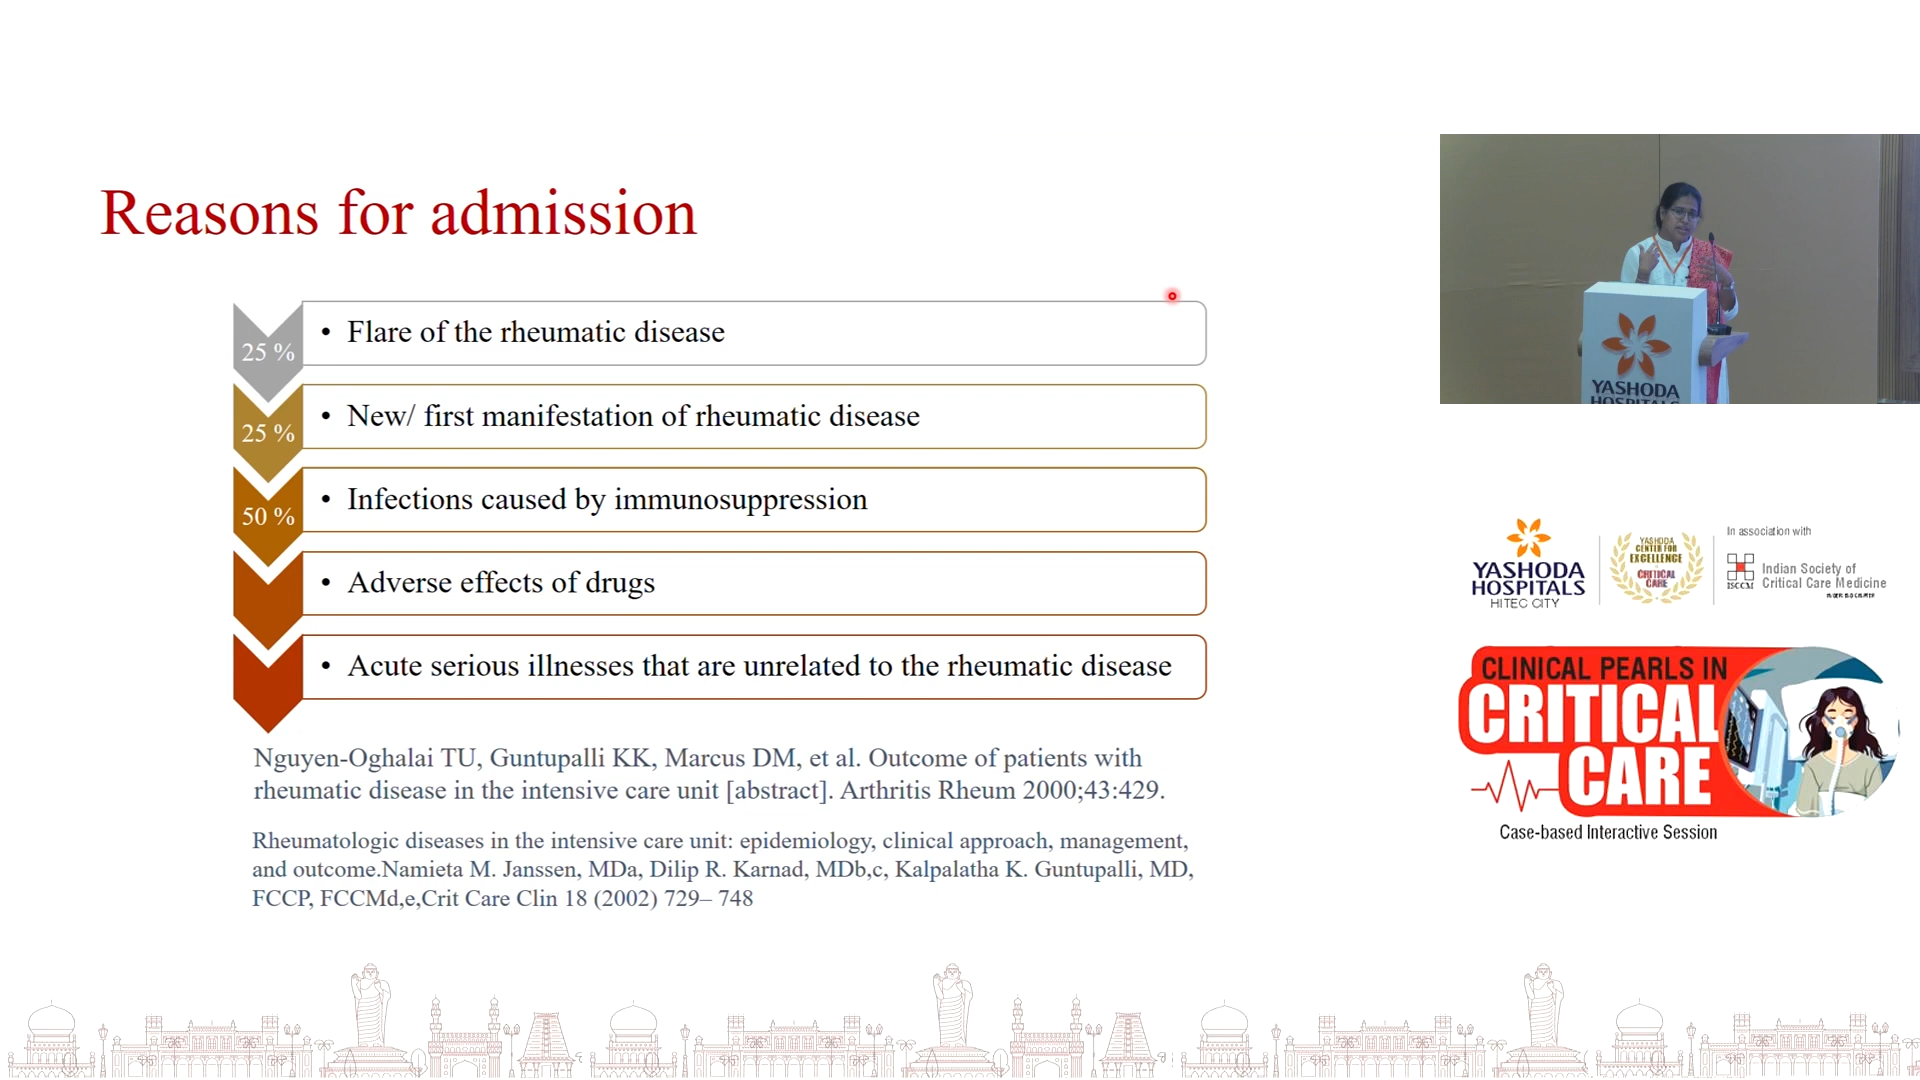 Reasons for admission
25 %
• Flare of the rheumatic disease
25 %
• New/ first manifestation of rheumatic disease
50 %
• Infections caused by immunosuppression
• Adverse effects of drugs
• Acute serious illnesses that are unrelated to the rheumatic disease
Nguyen-Oghalai TU, Guntupalli KK, Marcus DM, et al. Outcome of patients with
rheumatic disease in the intensive care unit [abstract]. Arthritis Rheum 2000;43:429.
Rheumatologic diseases in the intensive care unit: epidemiology, clinical approach, management,
and outcome.Namieta M. Janssen, MDa, Dilip R. Karnad, MDb,c, Kalpalatha K. Guntupalli, MD,
FCCP, FCCMd,e,Crit Care Clin 18 (2002) 729– 748
YASHODA
HOSPITALS
YASHODA
HOSPITALS
HITEC CITY
YASHODA
CENTER FOR
EXCELLENCE
CRITICAL
CARE
In association with
ISCCM
Indian Society of
Critical Care Medicine
CLINICAL PEARLS IN
CRITICAL
CARE
Case-based Interactive Session